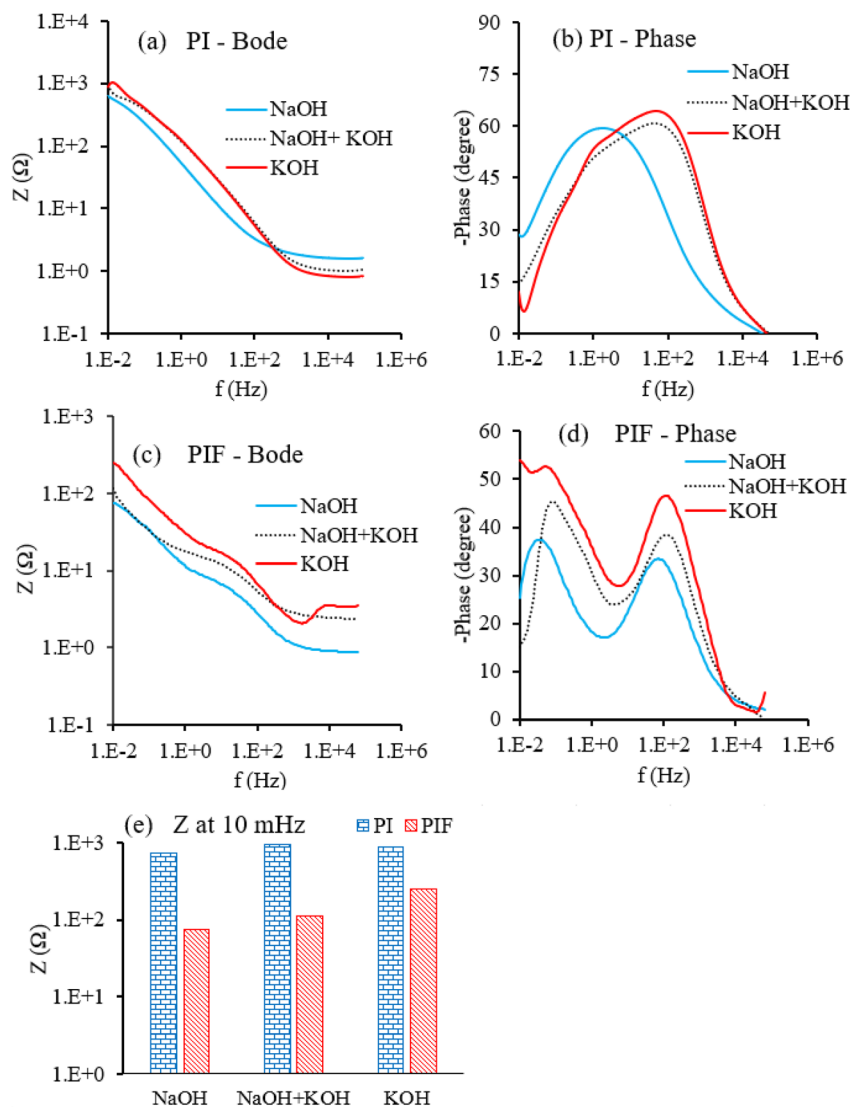 (a) PI - Bode
1.E+4
1.E+3
1.E+2
1.E+1
1.E+0
1.E-1
Z (Ω)
NaOH
NaOH+ KOH
KOH
1.E-2 1.E+0 1.E+2 1.E+4 1.E+6
f (Hz)
(b) PI - Phase
90
75
60
45
30
15
0
-Phase (degree)
NaOH
NaOH+KOH
KOH
1.E-2 1.E+0 1.E+2 1.E+4 1.E+6
f (Hz)
(c) PIF - Bode
1.E+3
1.E+2
1.E+1
1.E+0
1.E-1
Z (Ω)
NaOH
NaOH+KOH
KOH
1.E-2 1.E+0 1.E+2 1.E+4 1.E+6
f (Hz)
(d) PIF - Phase
60
50
40
30
20
10
0
-Phase (degree)
NaOH
NaOH+KOH
KOH
1.E-2 1.E+0 1.E+2 1.E+4 1.E+6
f (Hz)
(e) Z at 10 mHz
PI PIF
1.E+3
1.E+2
1.E+1
1.E+0
Z (Ω)
NaOH NaOH+KOH KOH